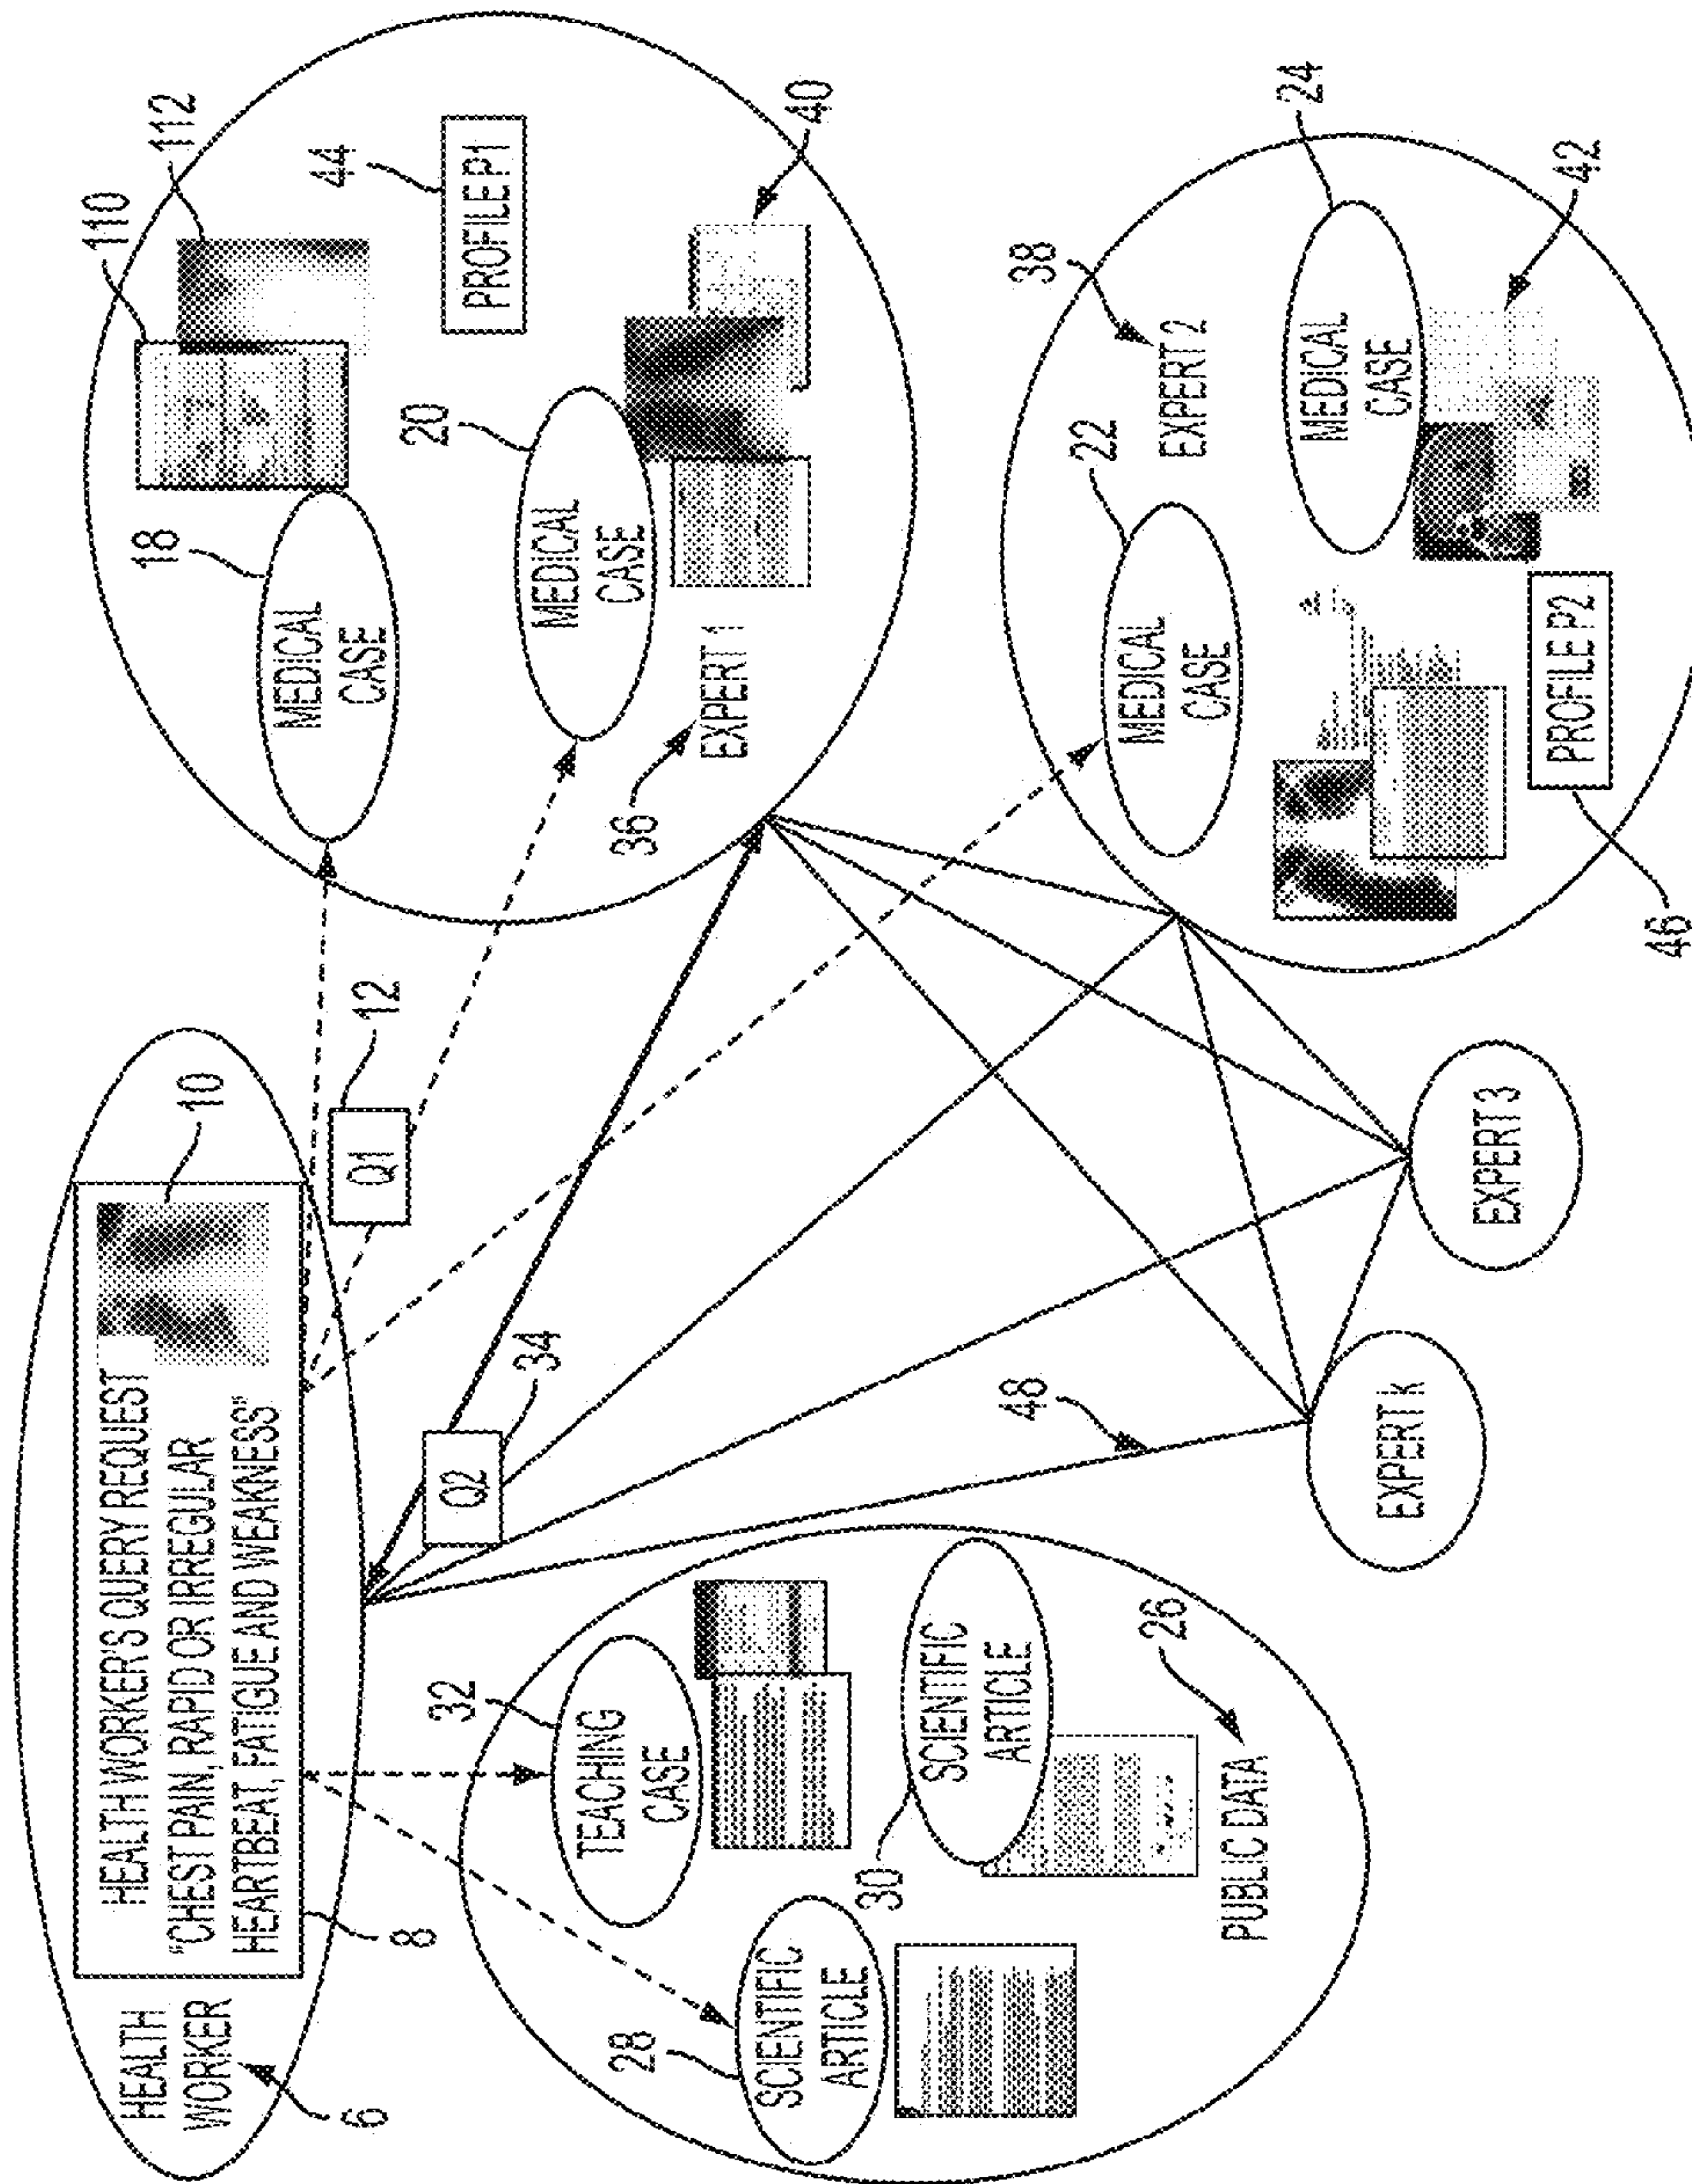 HEALTH
WORKER
6
HEALTH WORKER'S QUERY REQUEST
"CHEST PAIN, RAPID OR IRREGULAR
HEARTBEAT, FATIGUE AND WEAKNESS"
8
10
Q1
12
Q2
34
28
SCIENTIFIC
ARTICLE
32
TEACHING
CASE
30
SCIENTIFIC
ARTICLE
PUBLIC DATA
26
48
EXPERT k
EXPERT 3
18
MEDICAL
CASE
110
112
20
MEDICAL
CASE
44
PROFILE P1
36
EXPERT 1
40
22
MEDICAL
CASE
38
EXPERT 2
24
MEDICAL
CASE
42
PROFILE P2
46